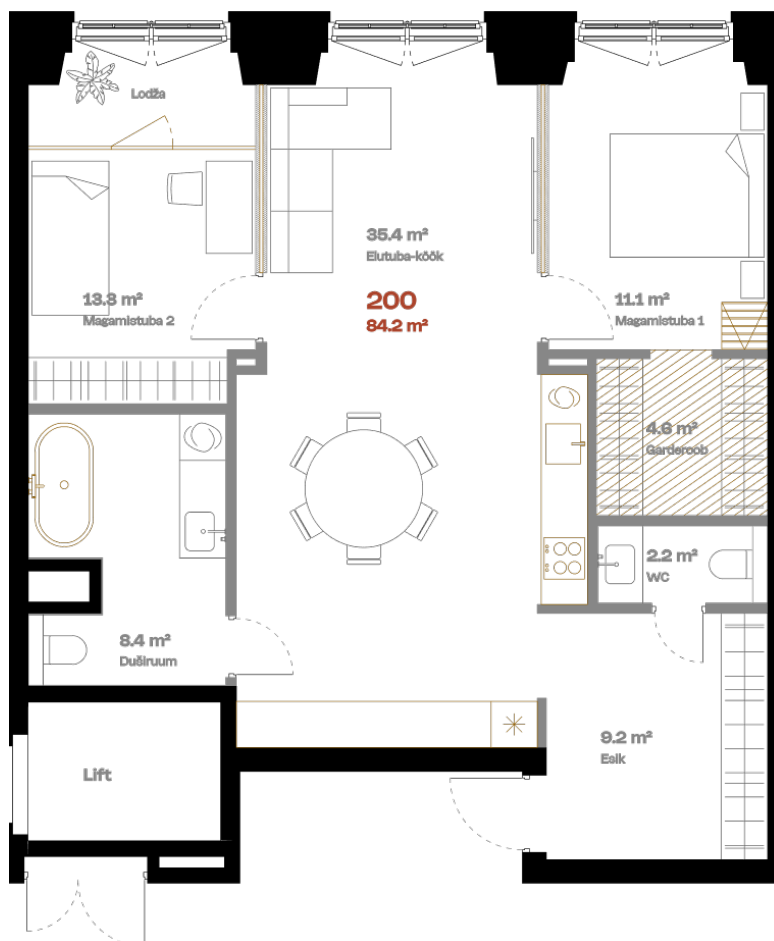 Lodža
35.4 m²
Elutuba-köök
200
84.2 m²
13.3 m²
Magamistuba 2
11.1 m²
Magamistuba 1
4.6 m²
Garderoob
2.2 m²
WC
8.4 m²
Duširuum
9.2 m²
Esik
Lift